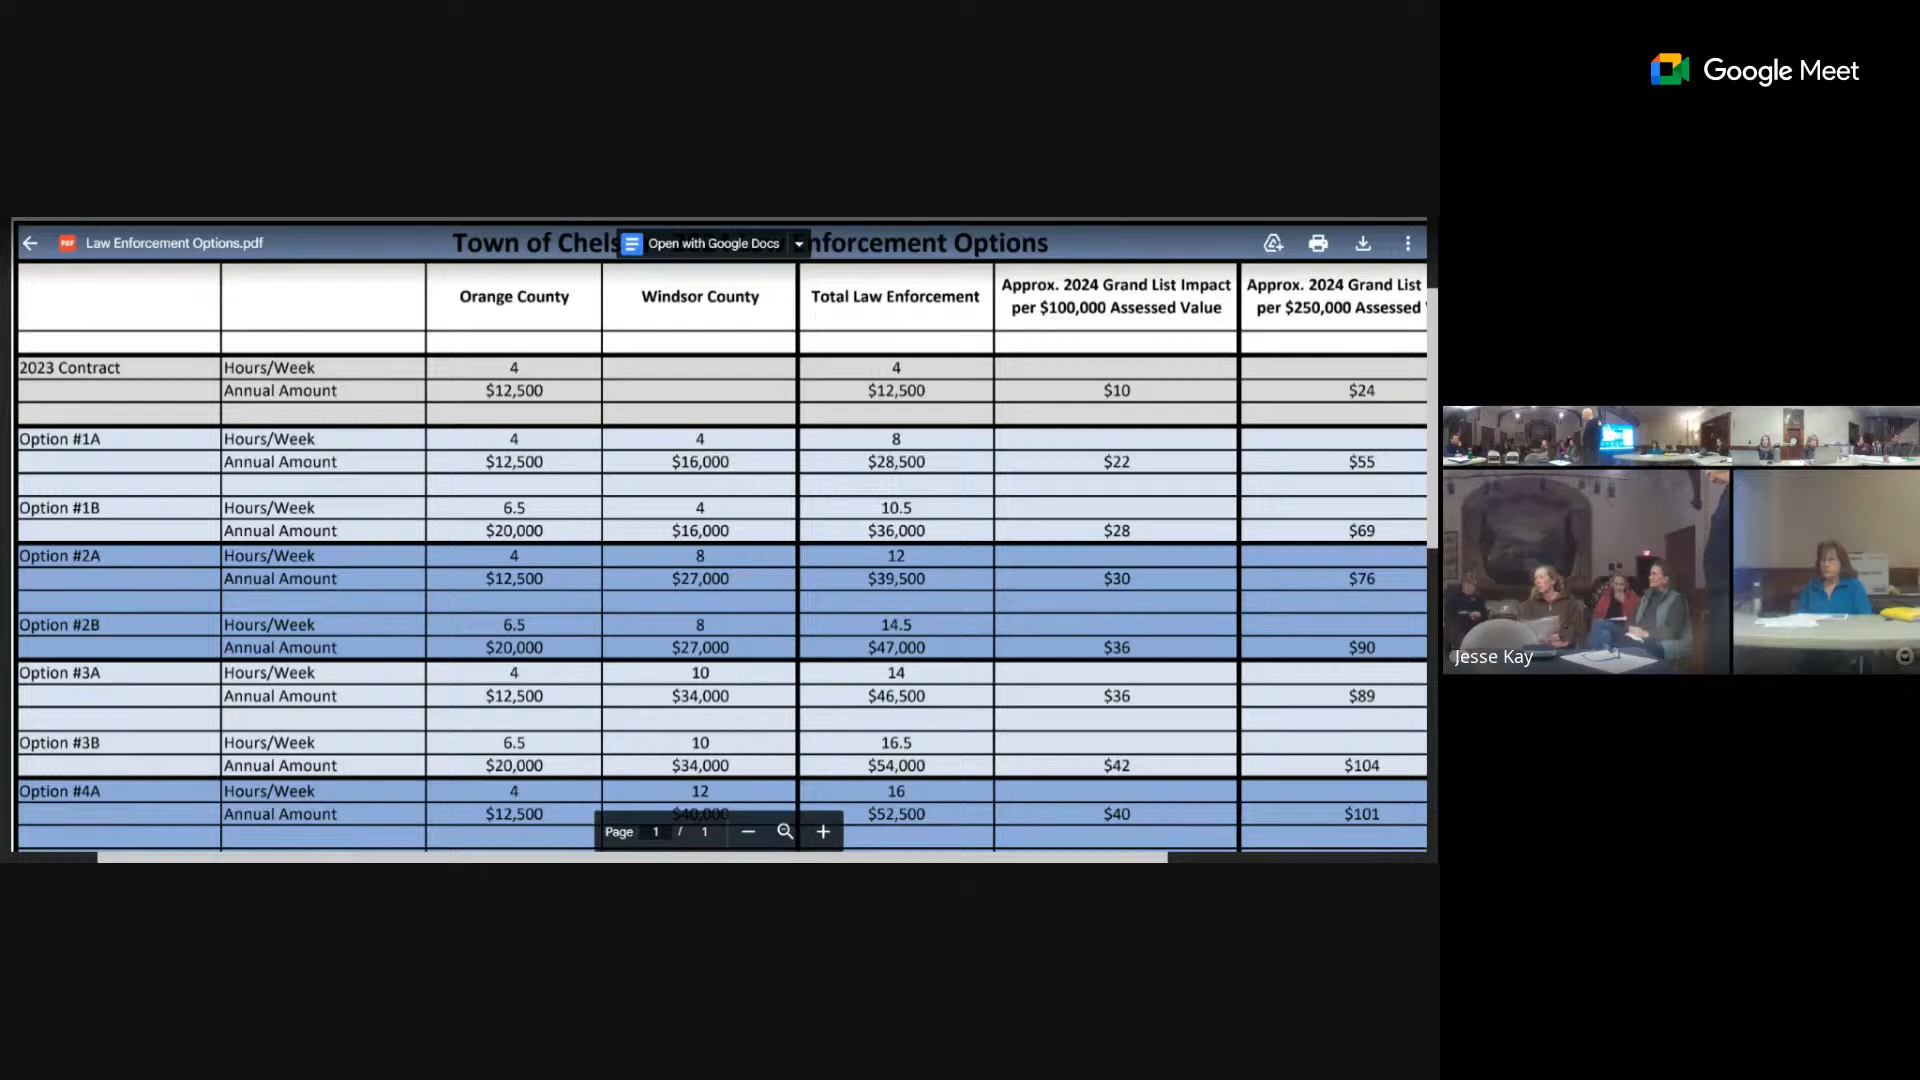 Google Meet
Law Enforcement Options.pdf
Town of Chels
Open with Google Docs
nforcement Options
Orange County Windsor County Total Law Enforcement Approx. 2024 Grand List Impact per $100,000 Assessed Value Approx. 2024 Grand List per $250,000 Assessed
2023 Contract Hours/Week 4 4
Annual Amount $12,500 $12,500 $10 $24
Option #1A Hours/Week 4 4 8
Annual Amount $12,500 $16,000 $28,500 $22 $55
Option #1B Hours/Week 6.5 4 10.5
Annual Amount $20,000 $16,000 $36,000 $28 $69
Option #2A Hours/Week 4 8 12
Annual Amount $12,500 $27,000 $39,500 $30 $76
Option #2B Hours/Week 6.5 8 14.5
Annual Amount $20,000 $27,000 $47,000 $36 $90
Option #3A Hours/Week 4 10 14
Annual Amount $12,500 $34,000 $46,500 $36 $89
Option #3B Hours/Week 6.5 10 16.5
Annual Amount $20,000 $34,000 $54,000 $42 $104
Option #4A Hours/Week 4 12 16
Annual Amount $12,500 $40,000 $52,500 $40 $101
Page 1 / 1
Jesse Kay